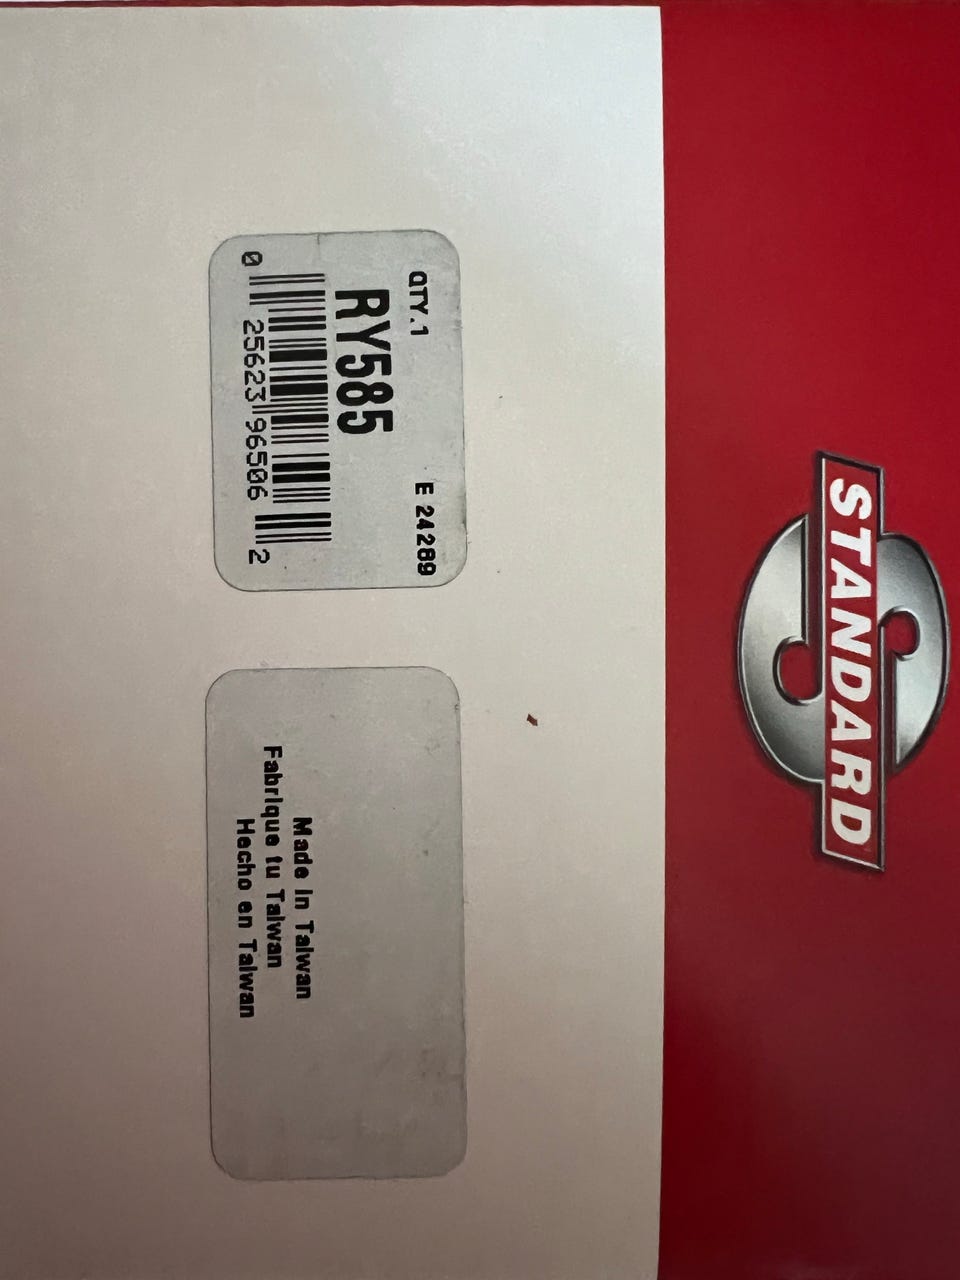 STANDARD
QTY.1
E 24289
RY585
0 25623 96506 2
Made in Taiwan
Fabrique tu Taiwan
Hecho en Taiwan